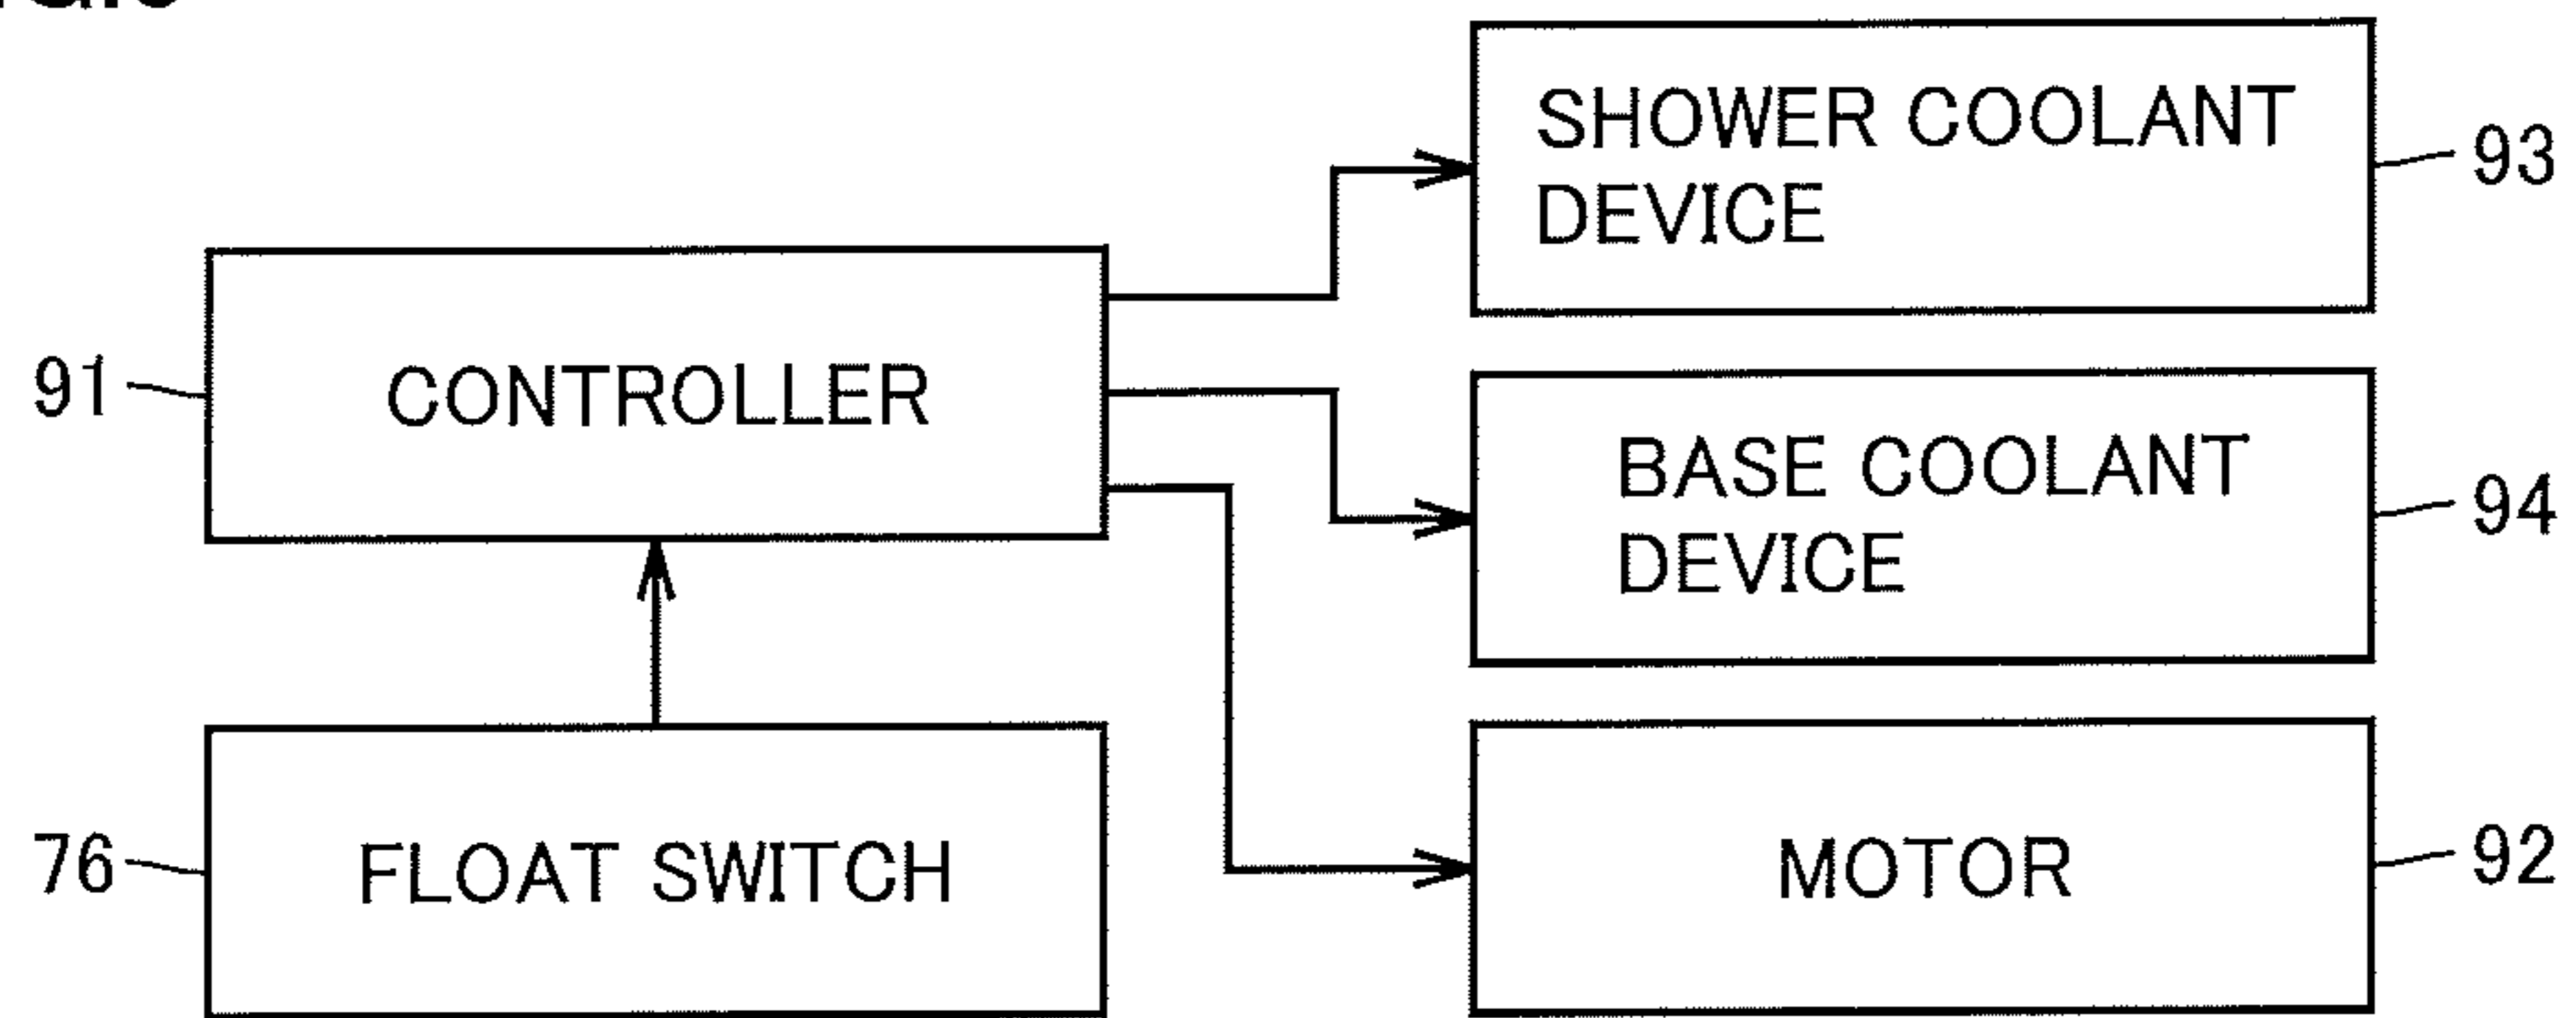 SHOWER COOLANT
DEVICE
93
91
CONTROLLER
BASE COOLANT
DEVICE
94
76
FLOAT SWITCH
MOTOR
92